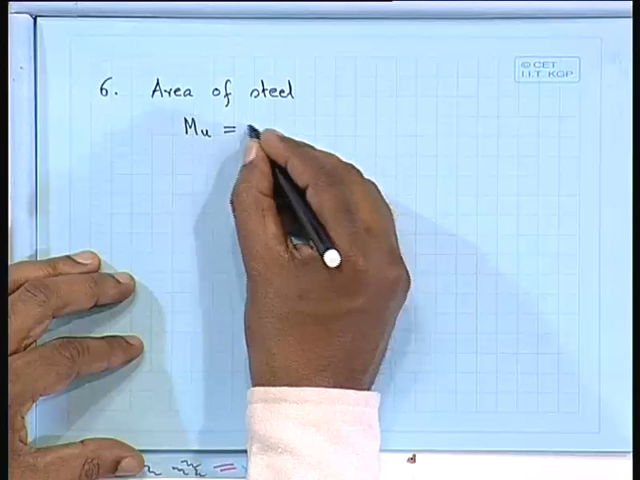 © CET
I.I.T. KGP
6. Area of steel
Mu =